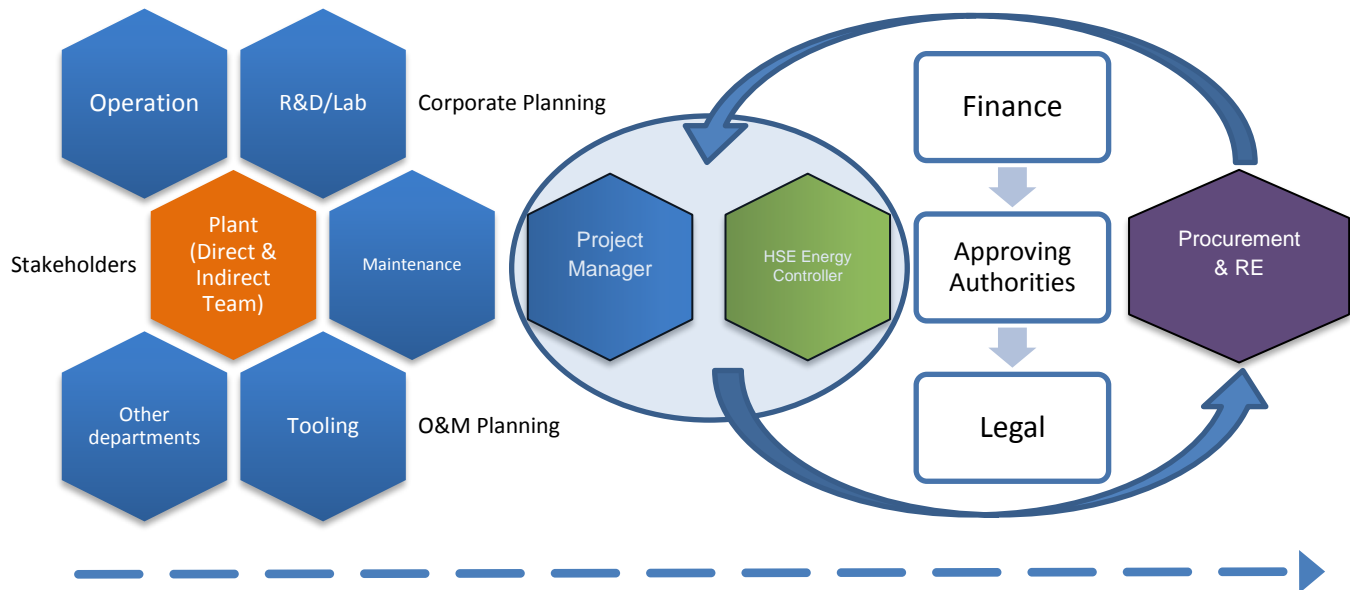 Operation
R&D/Lab
Corporate Planning
Stakeholders
Plant
(Direct &
Indirect
Team)
Maintenance
Other
departments
Tooling
O&M Planning
Project
Manager
HSE Energy
Controller
Finance
Approving
Authorities
Legal
Procurement
& RE